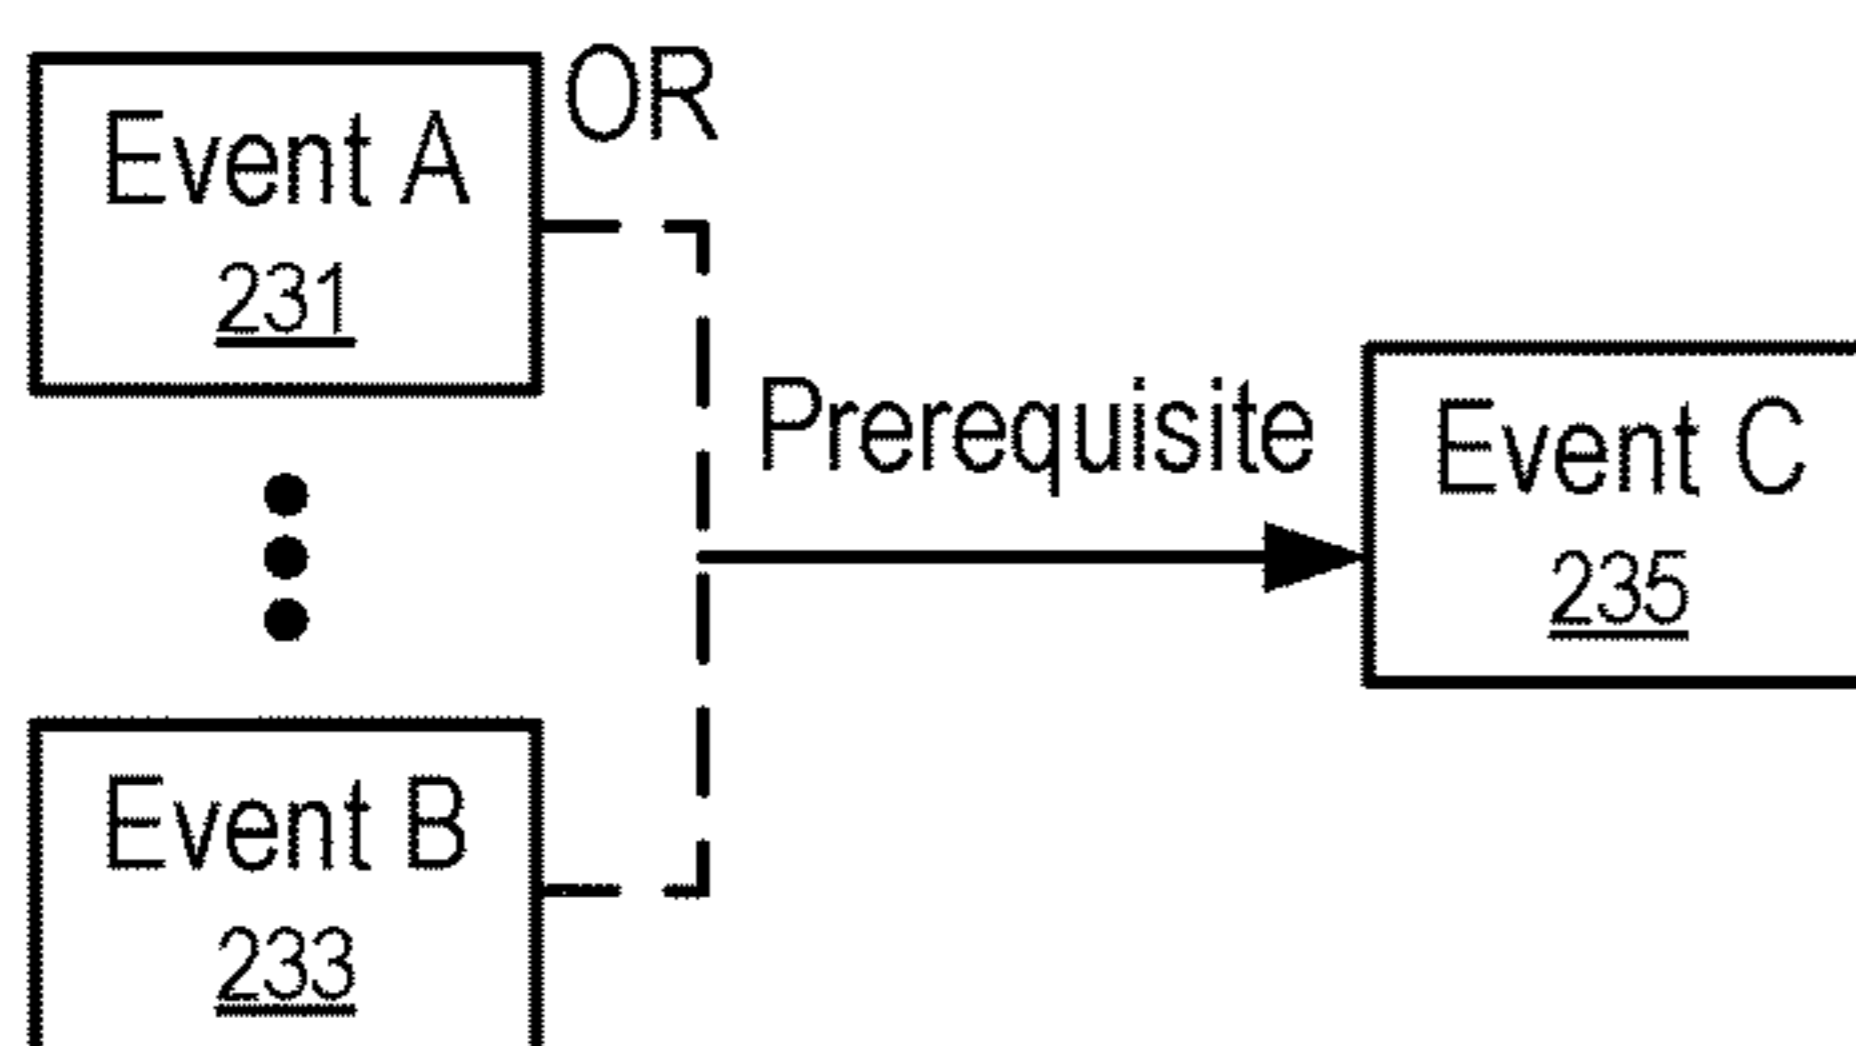 Event A
231
OR
Prerequisite
Event C
235
Event B
233